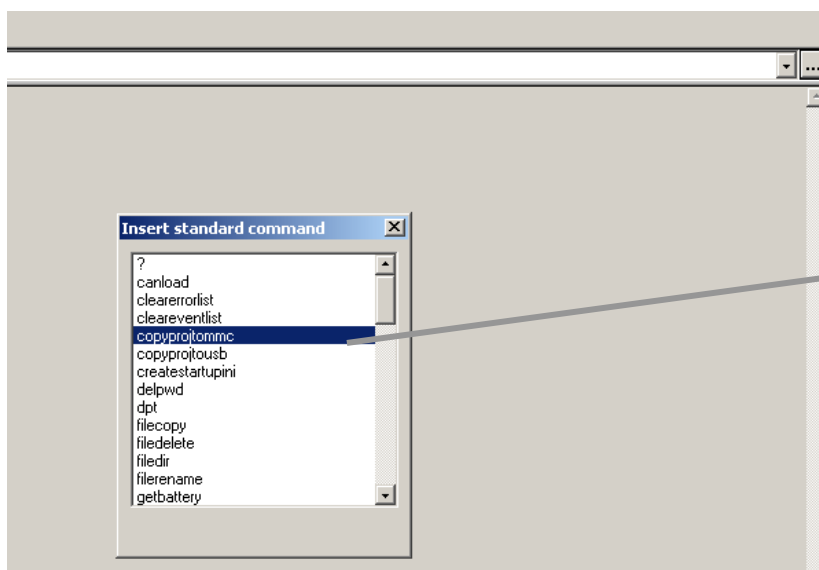 ...
Insert standard command
?
canload
clearerrorlist
cleareventlist
copyprojtommc
copyprojtousb
createstartupini
delpwd
dpt
filecopy
filedelete
filedir
filerename
getbattery